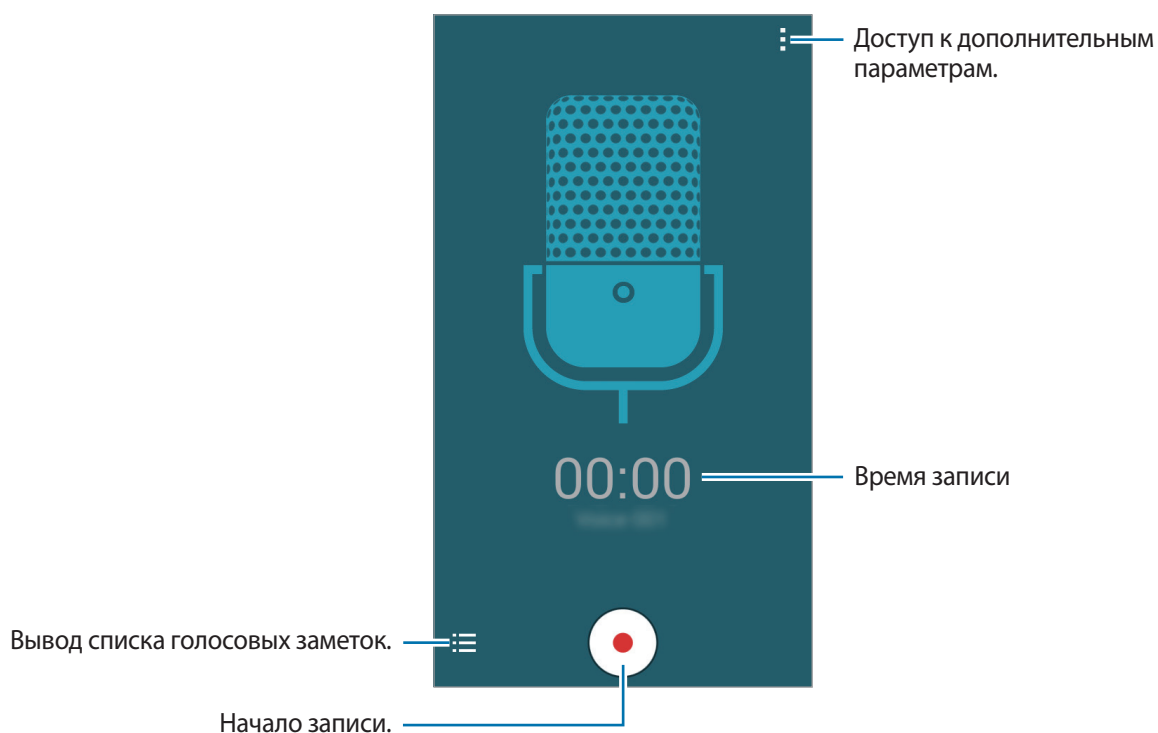 Доступ к дополнительным
параметрам.
00:00
Время записи
Вывод списка голосовых заметок.
Начало записи.